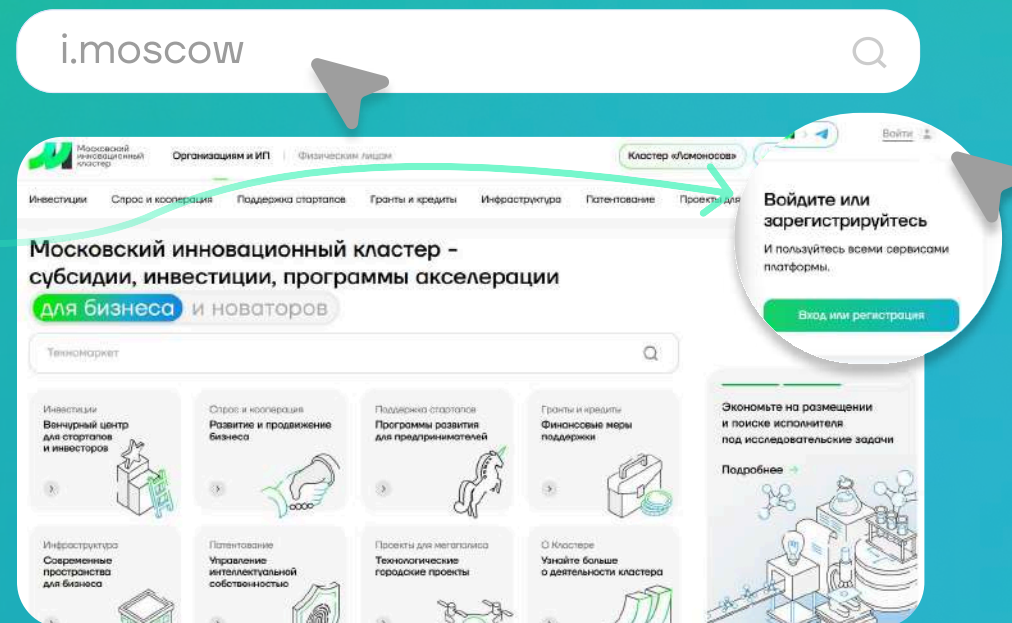 i.moscow
Московский
инновационный
кластер
Организациям и ИП
Физическим лицам
Кластер «Ломоносов»
Войти
Инвестиции
Спрос и кооперация
Поддержка стартапов
Гранты и кредиты
Инфраструктура
Патентование
Проекты для
Войдите или
зарегистрируйтесь
И пользуйтесь всеми сервисами
платформы.
Вход или регистрация
Московский инновационный кластер –
субсидии, инвестиции, программы акселерации
для бизнеса и новаторов
Техномаркет
Инвестиции
Венчурный центр
для стартапов
и инвесторов
Спрос и кооперация
Развитие и продвижение
бизнеса
Поддержка стартапов
Программы развития
для предпринимателей
Гранты и кредиты
Финансовые меры
поддержки
Экономьте на размещении
и поиске исполнителя
под исследовательские задачи
Подробнее
Инфраструктура
Современные
пространства
для бизнеса
Патентование
Управление
интеллектуальной
собственностью
Проекты для мегаполиса
Технологические
городские проекты
О Кластере
Узнайте больше
о деятельности кластера